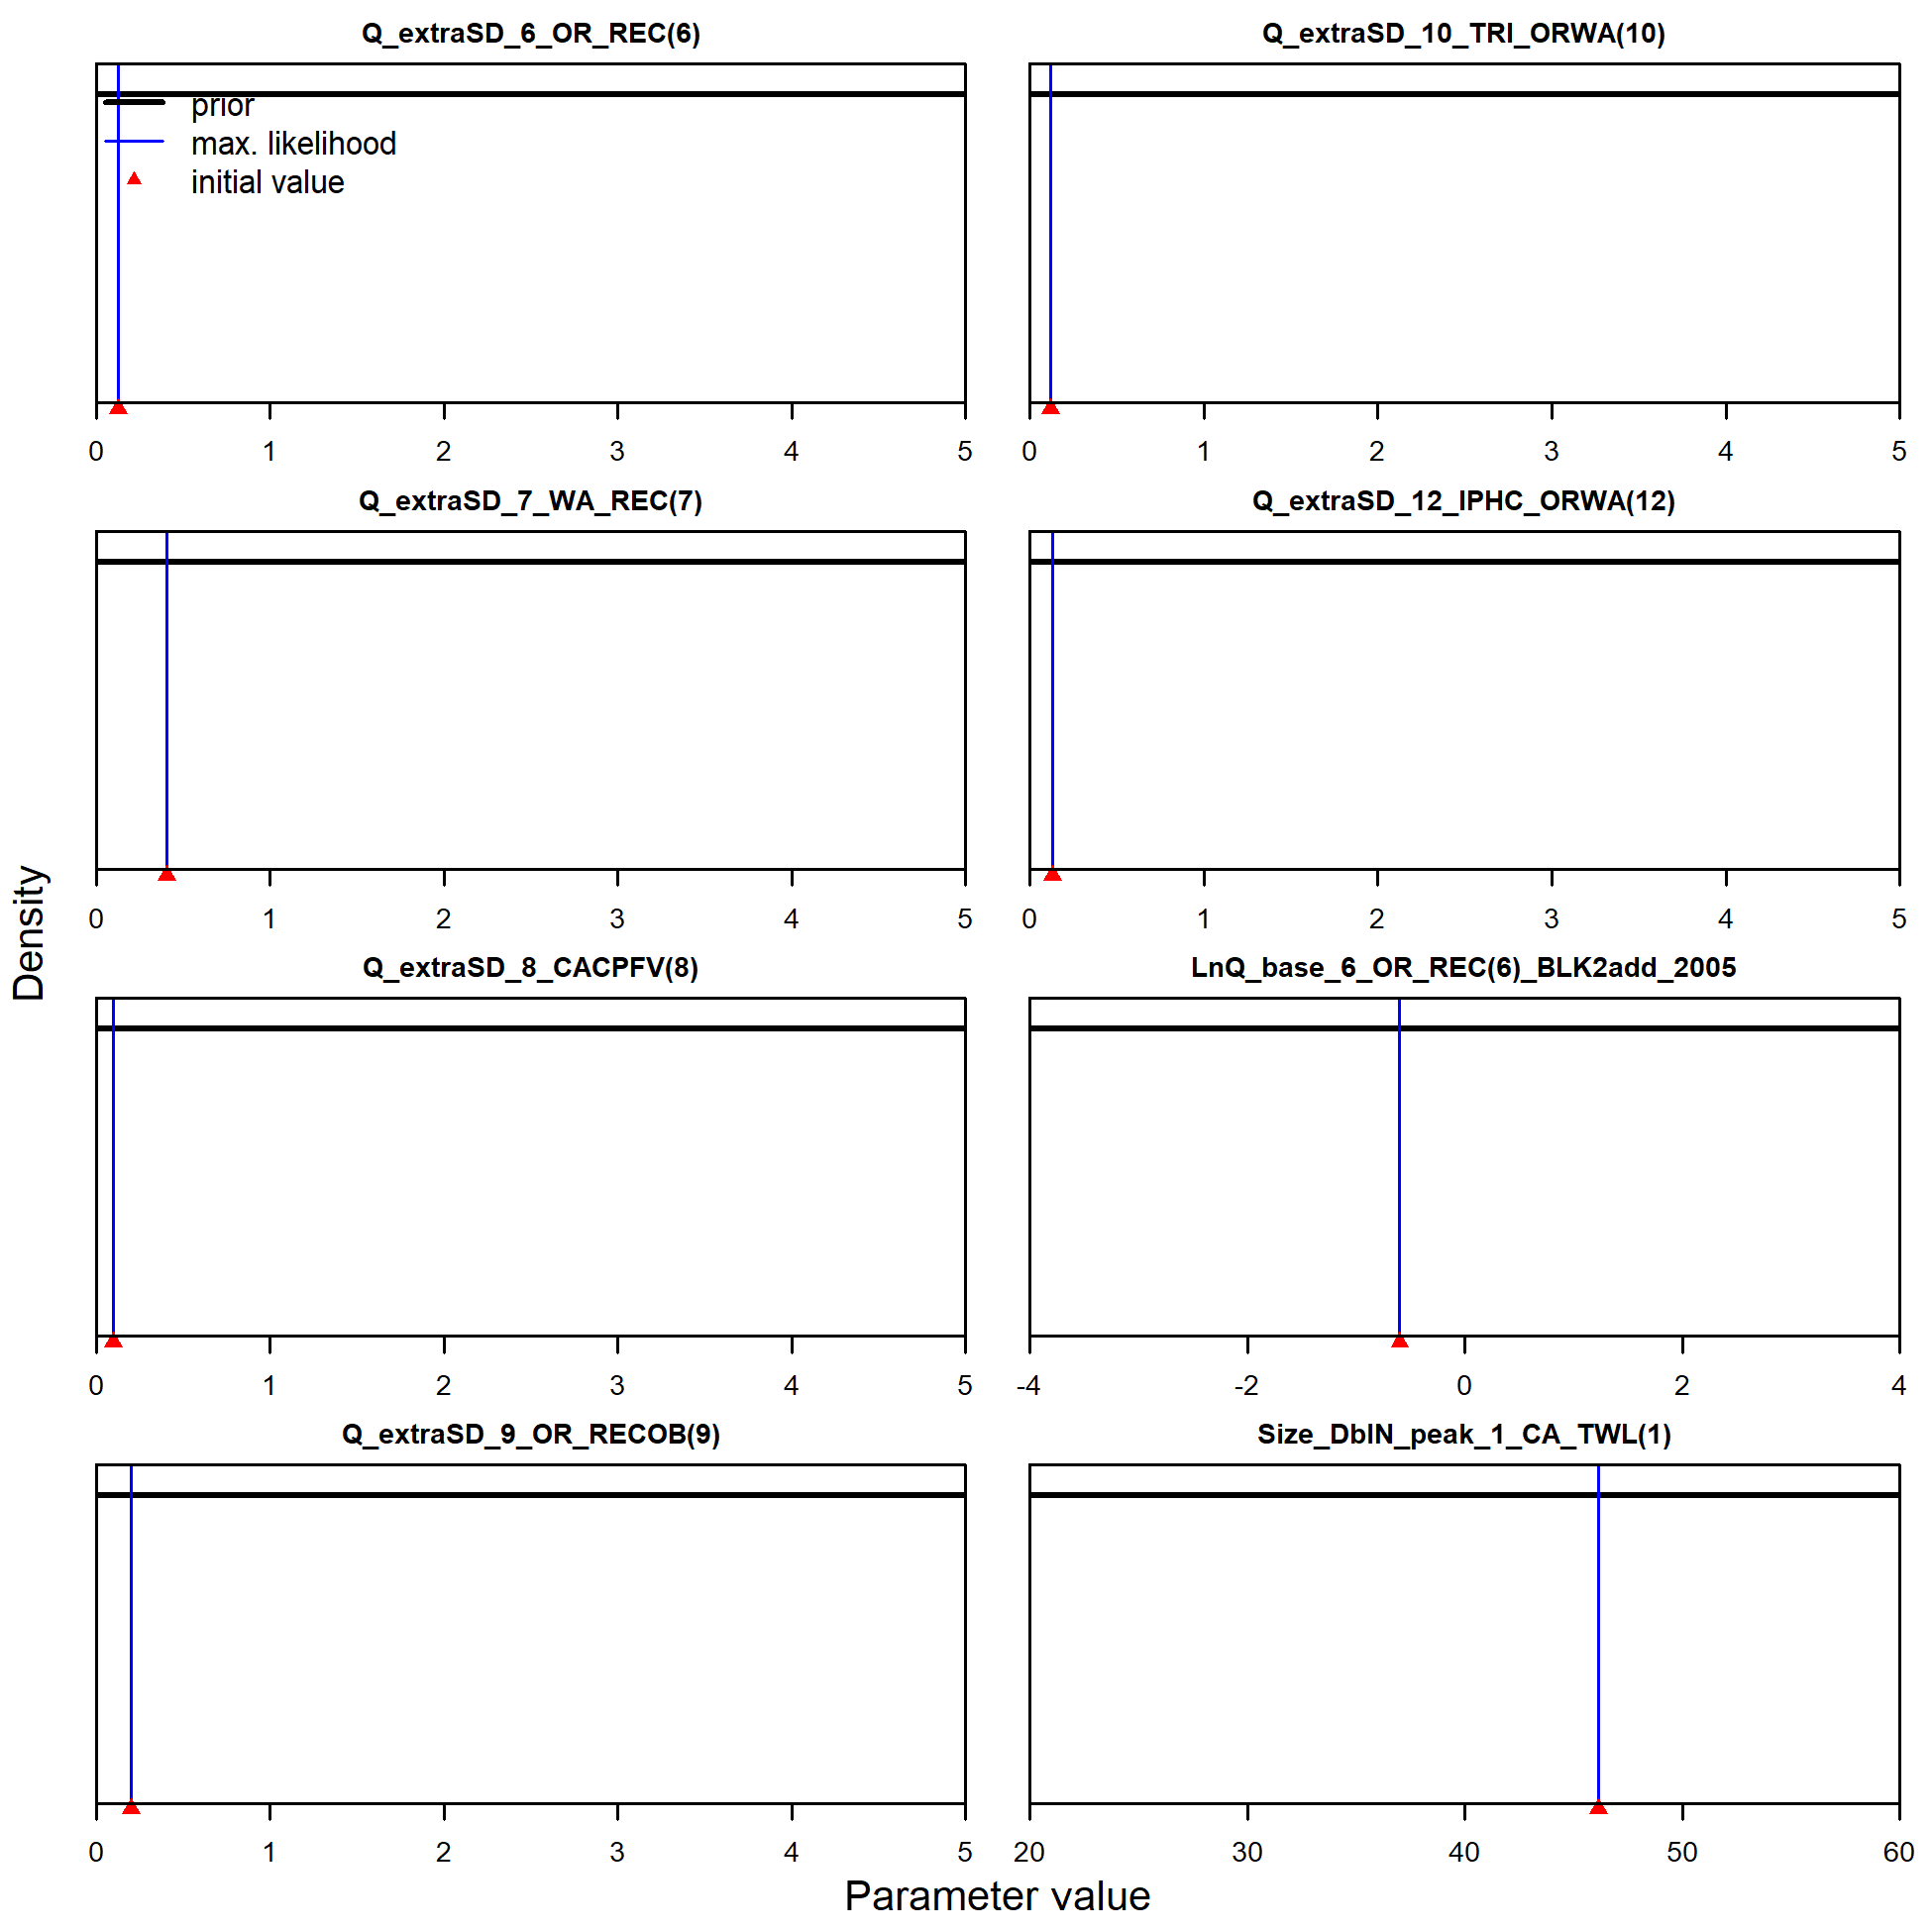 Q_extraSD_6_OR_REC(6)
prior
max. likelihood
initial value
0 1 2 3 4 5
Q_extraSD_10_TRI_ORWA(10)
0 1 2 3 4 5
Q_extraSD_7_WA_REC(7)
0 1 2 3 4 5
Q_extraSD_12_IPHC_ORWA(12)
0 1 2 3 4 5
Q_extraSD_8_CACPFV(8)
0 1 2 3 4 5
LnQ_base_6_OR_REC(6)_BLK2add_2005
-4 -2 0 2 4
Q_extraSD_9_OR_RECOB(9)
0 1 2 3 4 5
Size_DblN_peak_1_CA_TWL(1)
20 30 40 50 60
Density
Parameter value